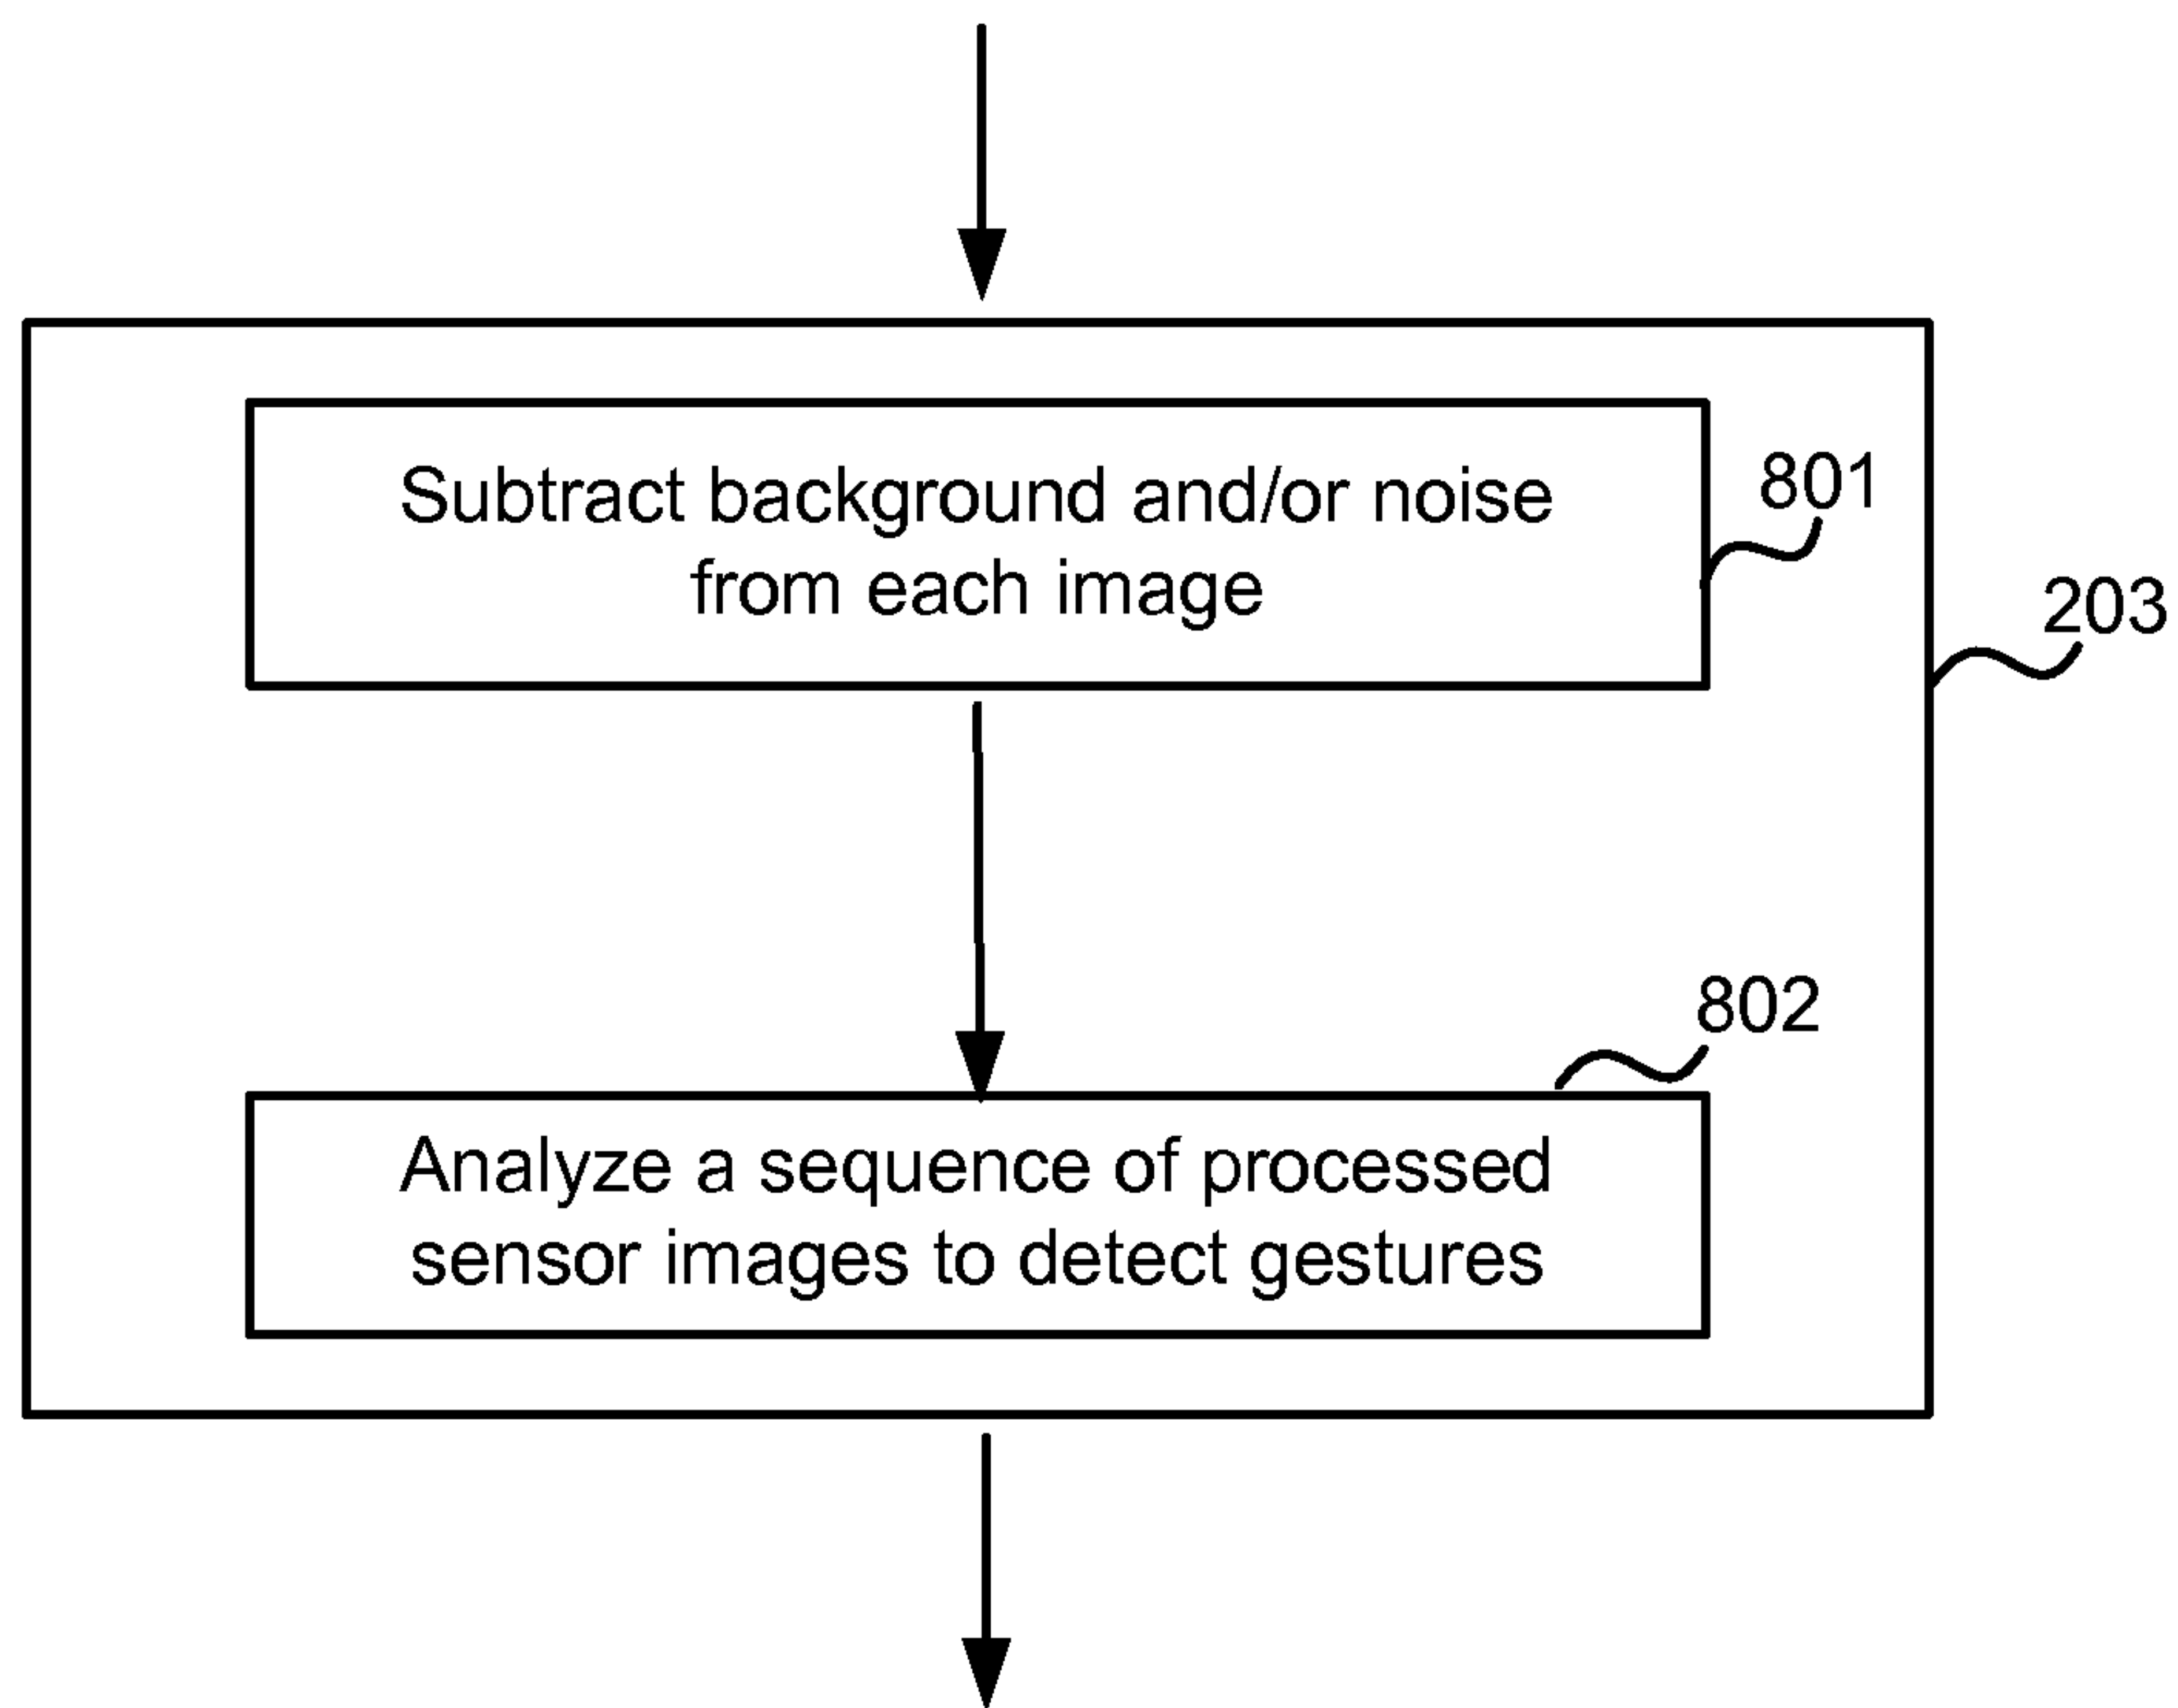 Subtract background and/or noise
from each image
801
203
802
Analyze a sequence of processed
sensor images to detect gestures